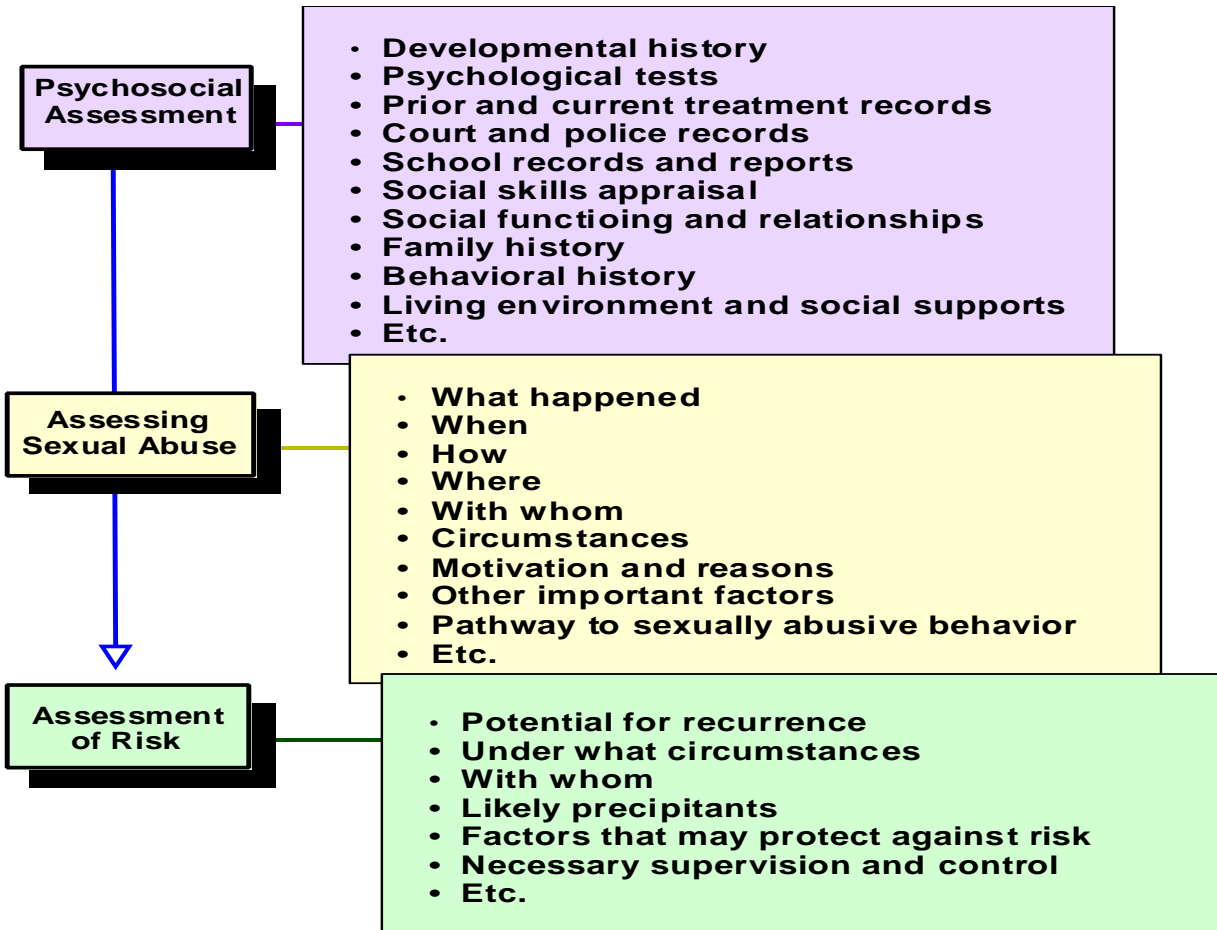 Psychosocial
Assessment
• Developmental history
• Psychological tests
• Prior and current treatment records
• Court and police records
• School records and reports
• Social skills appraisal
• Social functioing and relationships
• Family history
• Behavioral history
• Living environment and social supports
• Etc.
Assessing
Sexual Abuse
• What happened
• When
• How
• Where
• With whom
• Circumstances
• Motivation and reasons
• Other important factors
• Pathway to sexually abusive behavior
• Etc.
Assessment
of Risk
• Potential for recurrence
• Under what circumstances
• With whom
• Likely precipitants
• Factors that may protect against risk
• Necessary supervision and control
• Etc.